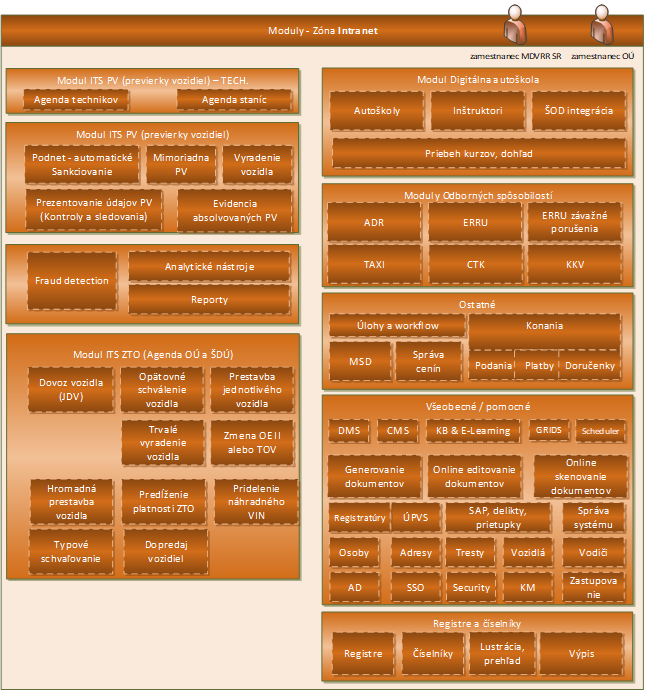 Moduly - Zóna Intranet
zamestnanec MDVRR SR
zamestnanec OÚ
Modul ITS PV (previerky vozidiel) – TECH.
Agenda technikov
Agenda staníc
Modul ITS PV (previerky vozidiel)
Podnet - automatické
Sankciovanie
Mimoriadna
PV
Vyradenie
vozidla
Prezentovanie údajov PV
(Kontroly a sledovania)
Evidencia
absolvovaných PV
Fraud detection
Analytické nástroje
Reporty
Modul ITS ZTO (Agenda OÚ a ŠDÚ)
Dovoz vozidla
(JDV)
Opätovné
schválenie
vozidla
Prestavba
jednotlivého
vozidla
Trvalé
vyradenie
vozidla
Zmena OE II
alebo TOV
Hromadná
prestavba
vozidla
Predĺženie
platnosti ZTO
Pridelenie
náhradného
VIN
Typové
schvaľovanie
Dopredaj
vozidiel
Modul Digitálna autoškola
Autoškoly
Inštruktori
ŠOD integrácia
Priebeh kurzov, dohľad
Moduly Odborných spôsobilostí
ADR
ERRU
ERRU závažné
porušenia
TAXI
CTK
KKV
Ostatné
Úlohy a workflow
Konania
MSD
Správa
cenín
Podania
Platby
Doručenky
Všeobecné / pomocné
DMS
CMS
KB & E-Learning
GRIDS
Scheduler
Generovanie
dokumentov
Online editovanie
dokumentov
Online
skenovanie
dokumentov
Registratúry
ÚPVS
SAP, delikty,
prietupky
Správa
systému
Osoby
Adresy
Tresty
Vozidlá
Vodiči
AD
SSO
Security
KM
Zastupova
nie
Registre a číselníky
Registre
Číselníky
Lustrácia,
prehľad
Výpis